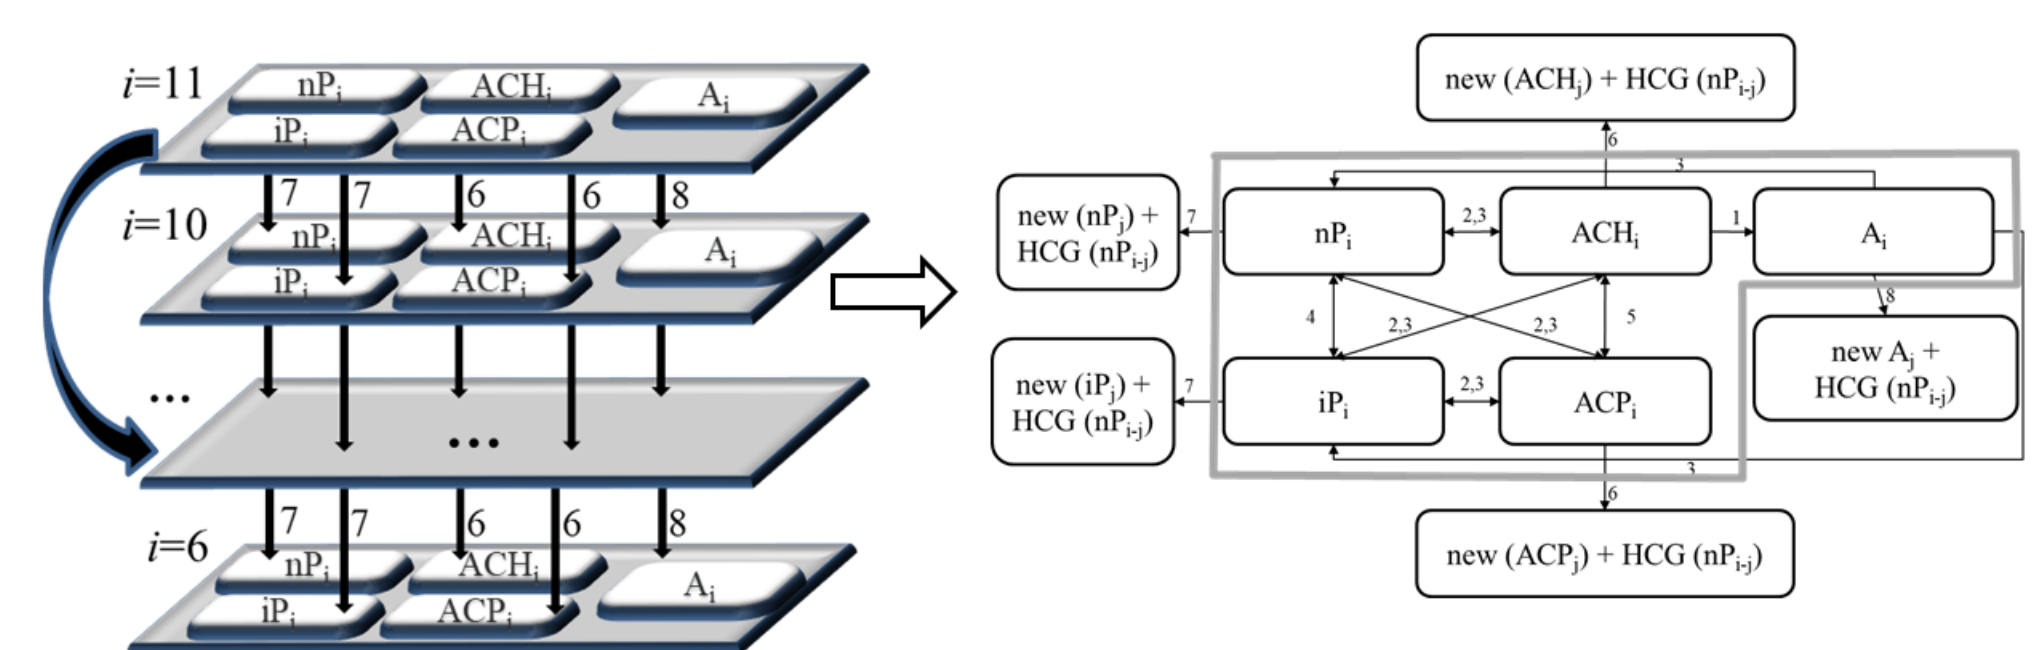 i=11
nPi
ACHi
Ai
iPi
ACPi
7
7
6
6
8
i=10
nPi
ACHi
Ai
iPi
ACPi
...
...
7
7
6
6
8
i=6
nPi
ACHi
Ai
iPi
ACPi
new (ACHj) + HCG (nPi-j)
6
3
new (nPj) +
HCG (nPi-j)
7
nPi
2,3
ACHi
1
Ai
4
2,3
2,3
5
8
new (iPj) +
HCG (nPi-j)
7
iPi
2,3
ACPi
new Aj +
HCG (nPi-j)
3
6
new (ACPj) + HCG (nPi-j)